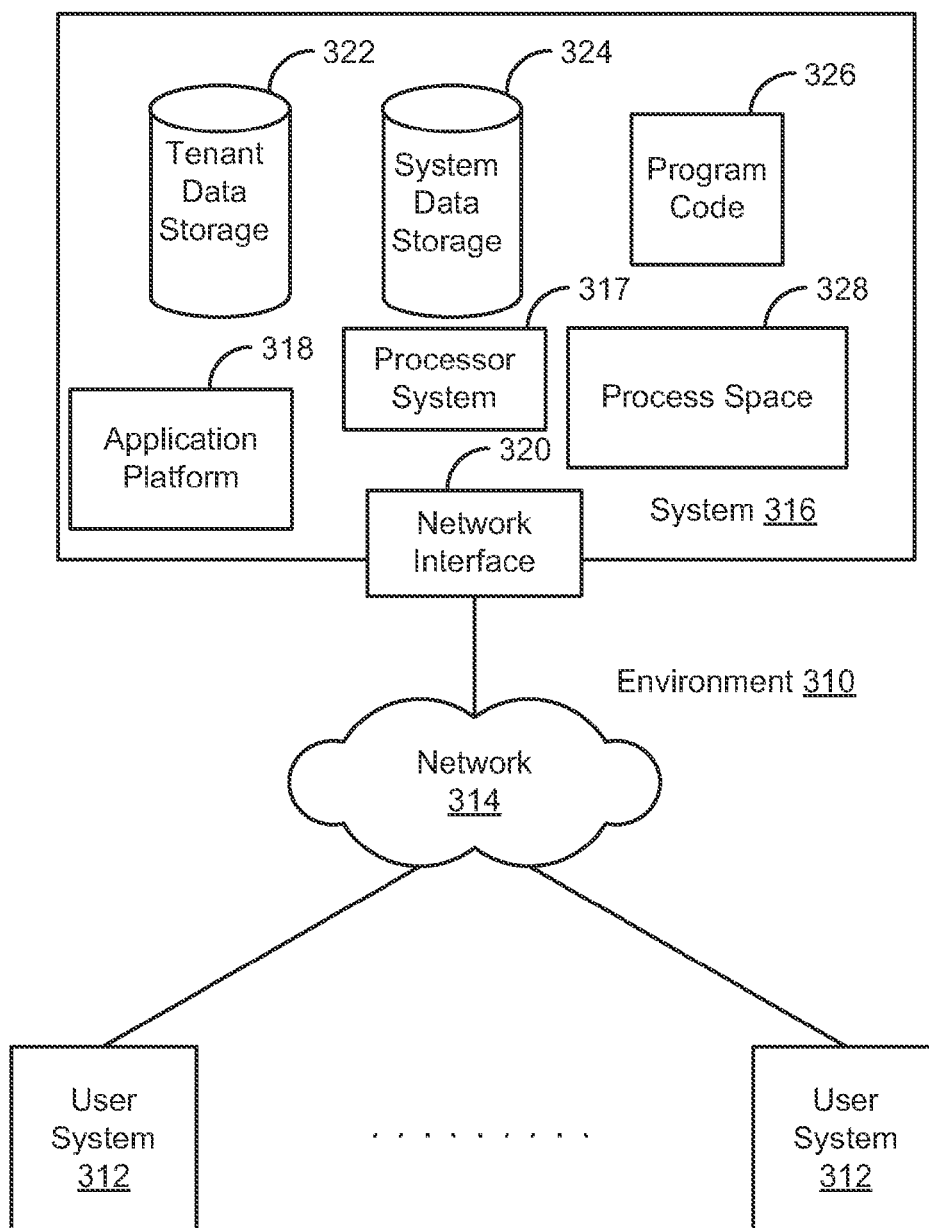 322
324
326
Tenant
Data
Storage
System
Data
Storage
Program
Code
317
328
318
Processor
System
Process Space
Application
Platform
320
System 316
Network
Interface
Environment 310
Network
314
User
System
312
. . . . . . . . .
User
System
312